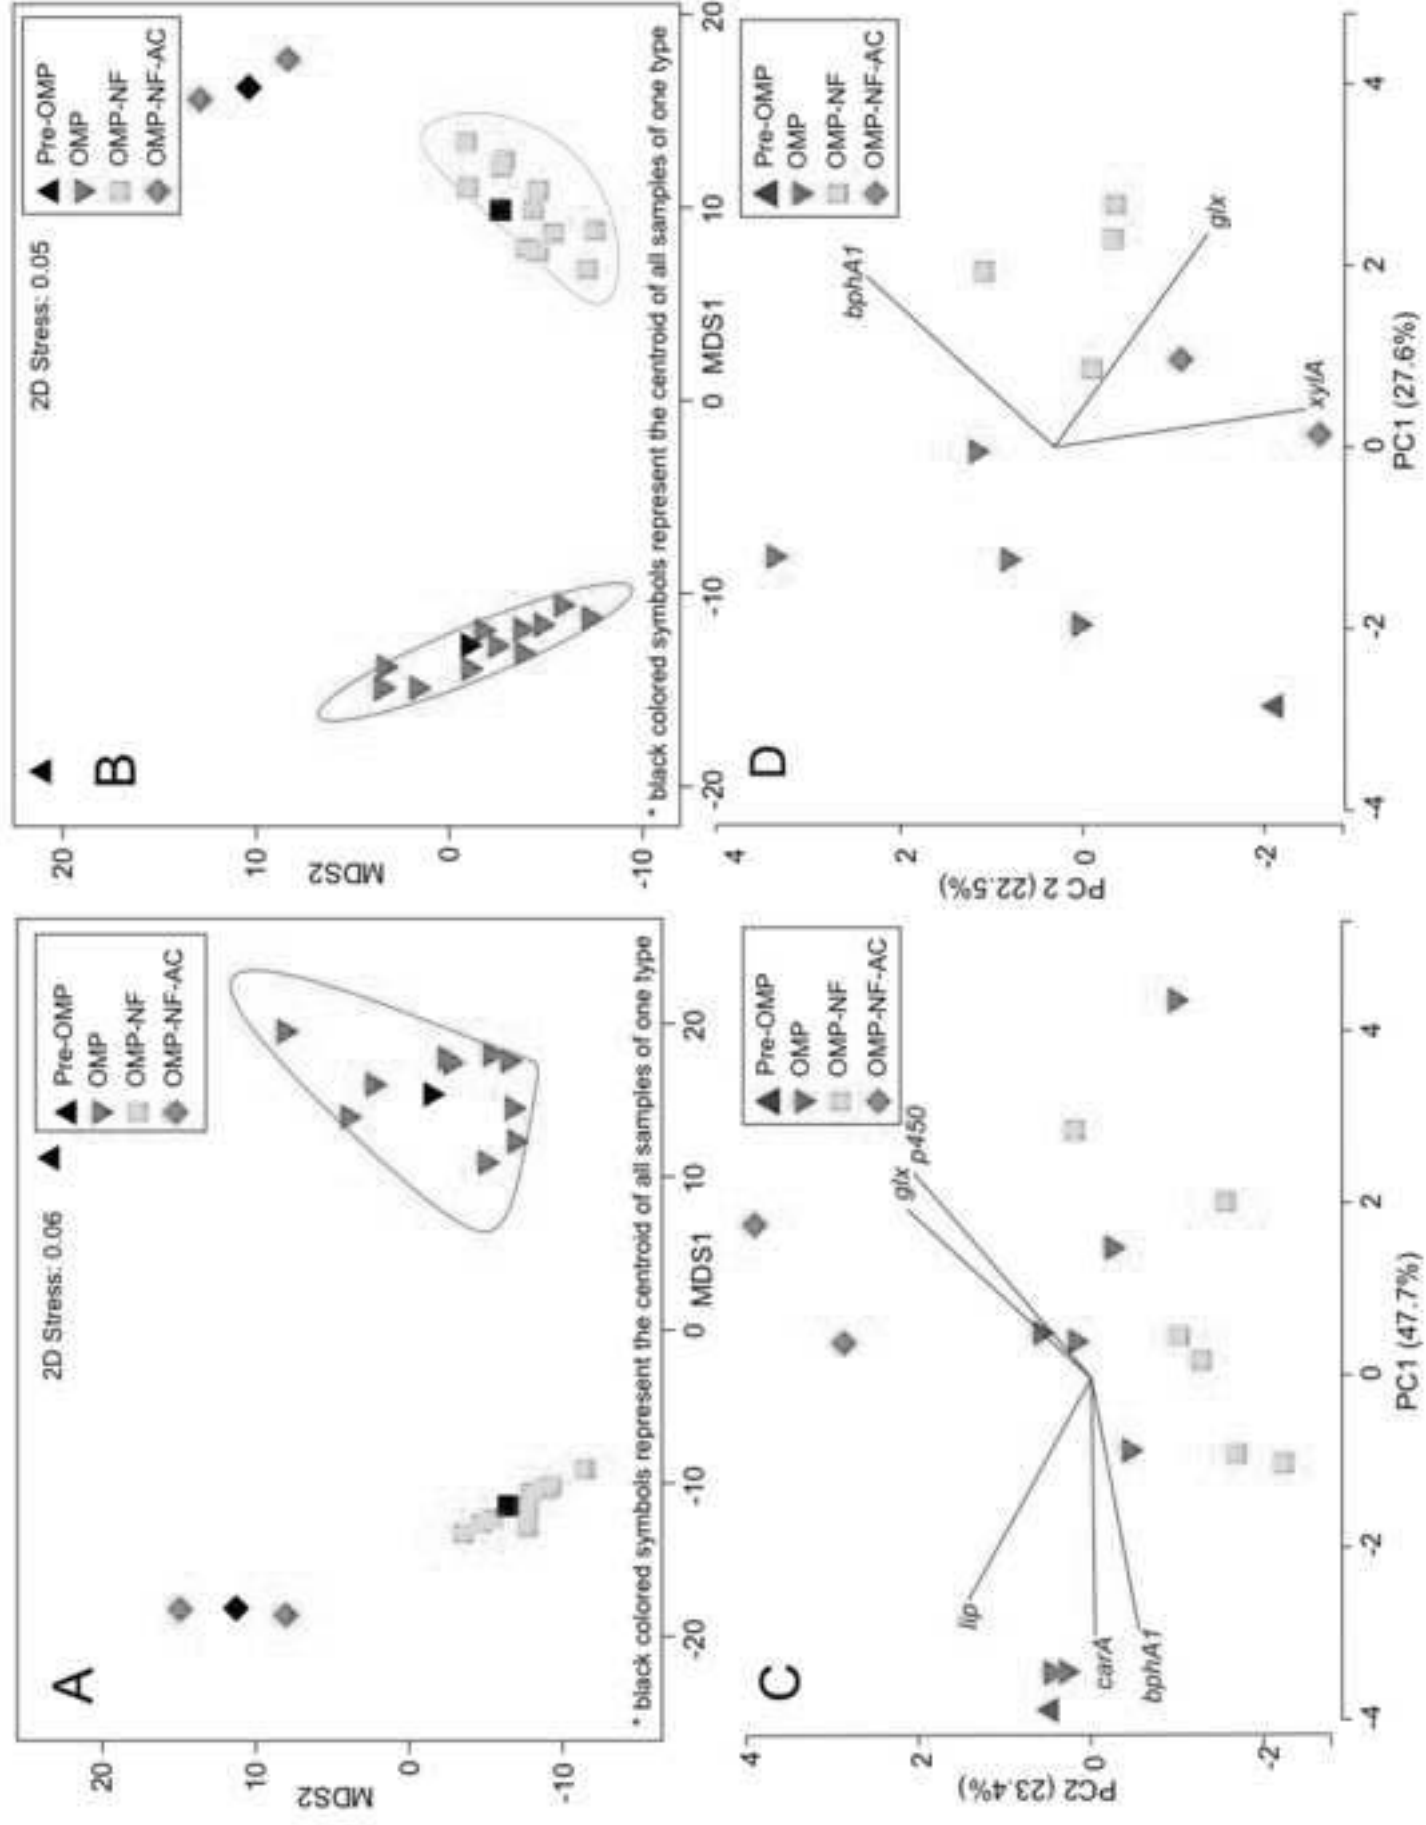 A
2D Stress: 0.06
Pre-OMP
OMP
OMP-NF
OMP-NF-AC
20
10
0
-10
MDS2
* black colored symbols represent the centroid of all samples of one type
-20
-10
0
10
20
MDS1
B
2D Stress: 0.05
Pre-OMP
OMP
OMP-NF
OMP-NF-AC
20
10
0
-10
MDS2
* black colored symbols represent the centroid of all samples of one type
-20
-10
0
10
20
MDS1
C
Pre-OMP
OMP
OMP-NF
OMP-NF-AC
glx
p450
lip
carA
bphA1
4
2
0
-2
PC2 (23.4%)
-4
-2
0
2
4
PC1 (47.7%)
D
Pre-OMP
OMP
OMP-NF
OMP-NF-AC
bphA1
glx
xylA
4
2
0
-2
PC 2 (22.5%)
-4
-2
0
2
4
PC1 (27.6%)